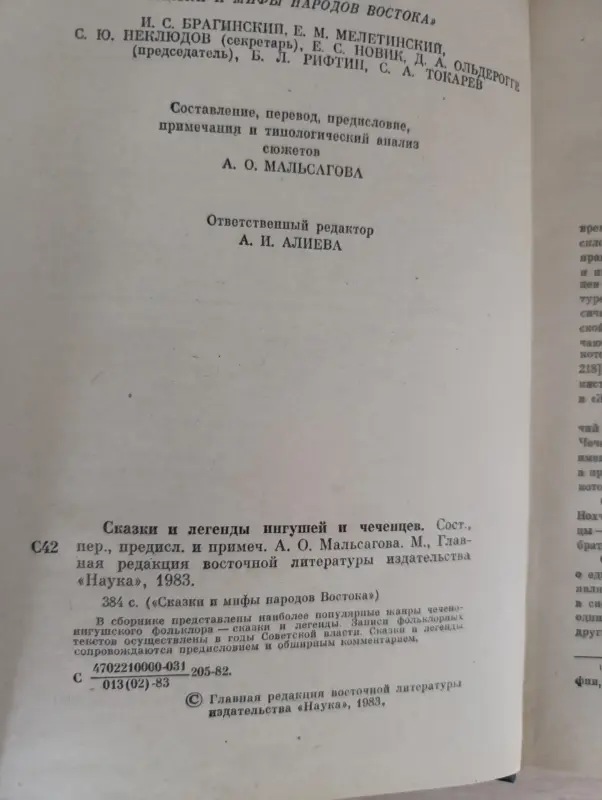 И МИФЫ НАРОДОВ ВОСТОКА»
И. С. БРАГИНСКИЙ, Е. М. МЕЛЕТИНСКИЙ,
С. Ю. НЕКЛЮДОВ (секретарь), Е. С. НОВИК, Д. А. ОЛЬДЕРОГГЕ
(председатель), Б. Л. РИФТИН, С. А. ТОКАРЕВ
Составление, перевод, предисловие,
примечания и типологический анализ
сюжетов
А. О. МАЛЬСАГОВА
Ответственный редактор
А. И. АЛИЕВА
Сказки и легенды ингушей и чеченцев. Сост.,
С42 пер., предисл. и примеч. А. О. Мальсагова. М., Глав-
ная редакция восточной литературы издательства
«Наука», 1983.
384 с. («Сказки и мифы народов Востока»)
В сборнике представлены наиболее популярные жанры чечено-
ингушского фольклора — сказки и легенды. Записи фольклорных
текстов осуществлены в годы Советской власти. Сказки и легенды
сопровождаются предисловием и обширным комментарием.
С 4702210000-031
013(02)-83 205-82.
© Главная редакция восточной литературы
издательства «Наука», 1983.
218]